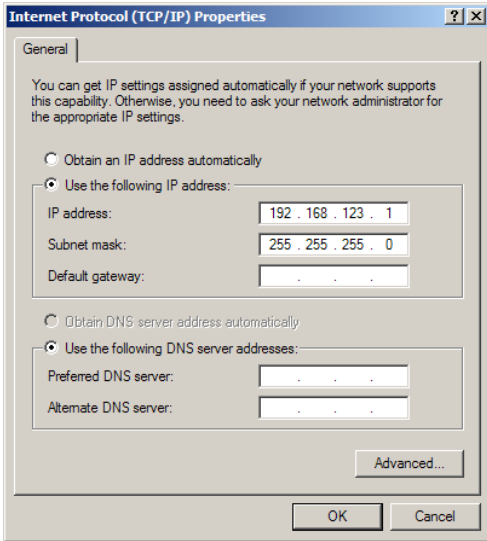 Internet Protocol (TCP/IP) Properties
General
You can get IP settings assigned automatically if your network supports
this capability. Otherwise, you need to ask your network administrator for
the appropriate IP settings.
Obtain an IP address automatically
Use the following IP address:
IP address: 192 . 168 . 123 . 1
Subnet mask: 255 . 255 . 255 . 0
Default gateway: . . .
Obtain DNS server address automatically
Use the following DNS server addresses:
Preferred DNS server: . . .
Alternate DNS server: . . .
Advanced...
OK Cancel